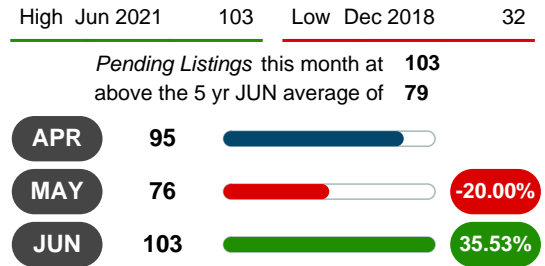 High Jun 2021 103 Low Dec 2018 32
Pending Listings this month at 103
above the 5 yr JUN average of 79
APR 95
MAY 76 -20.00%
JUN 103 35.53%